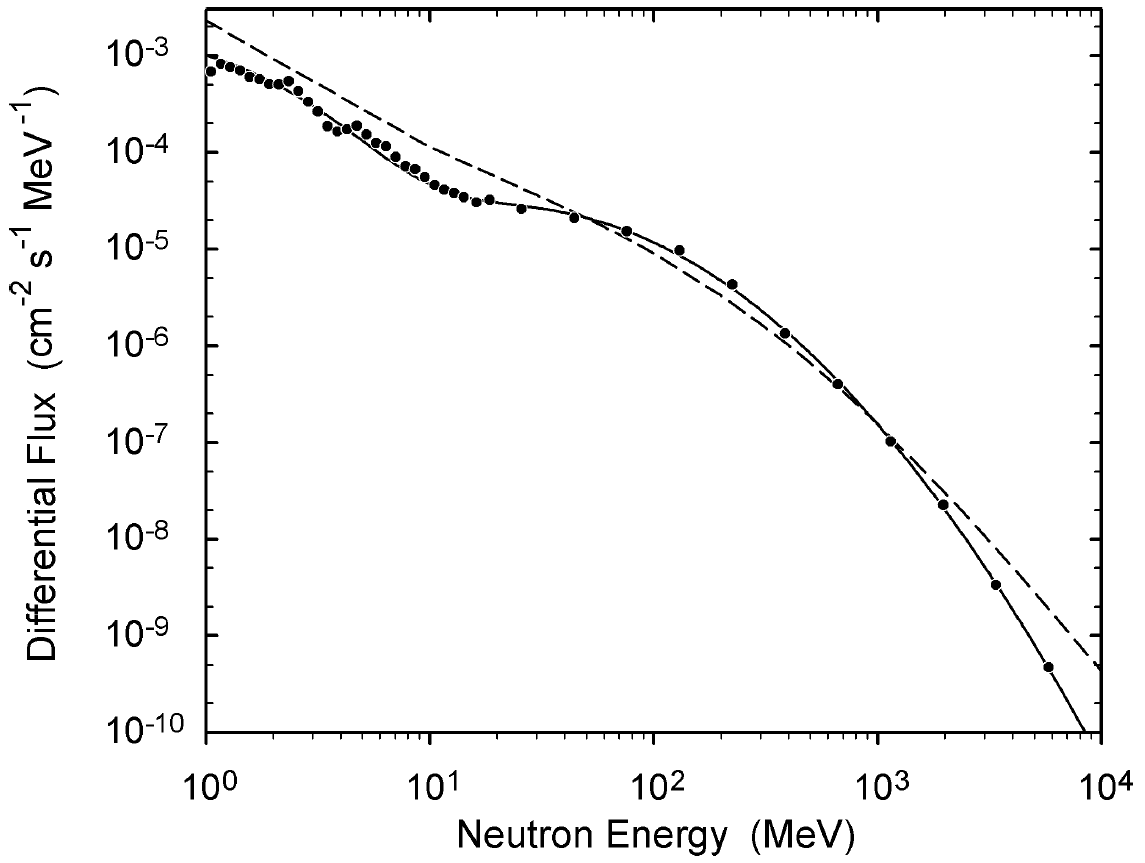 Differential Flux (cm⁻² s⁻¹ MeV⁻¹)
10⁻³
10⁻⁴
10⁻⁵
10⁻⁶
10⁻⁷
10⁻⁸
10⁻⁹
10⁻¹⁰
10⁰ 10¹ 10² 10³ 10⁴
Neutron Energy (MeV)